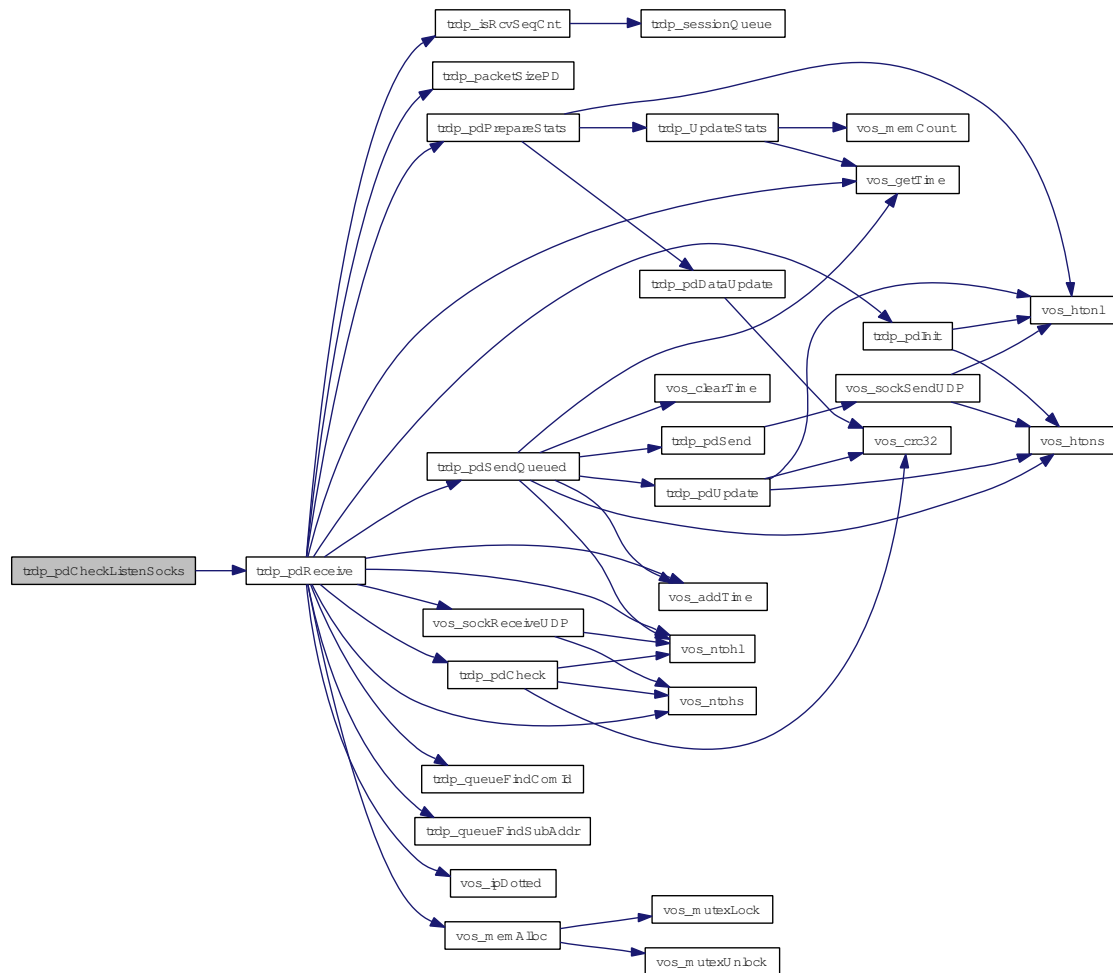 trdp_isRcvSeqCnt
trdp_sessionQueue
trdp_packetSizePD
trdp_pdPrepareStats
trdp_UpdateStats
vos_memCount
vos_getTime
trdp_pdDataUpdate
vos_htonl
trdp_pdInit
vos_clearTime
vos_sockSendUDP
trdp_pdSend
vos_crc32
vos_htons
trdp_pdSendQueued
trdp_pdUpdate
trdp_pdCheckListenSocks
trdp_pdReceive
vos_addTime
vos_sockReceiveUDP
vos_ntohl
trdp_pdCheck
vos_ntohs
trdp_queueFindComId
trdp_queueFindSubAddr
vos_ipDotted
vos_mutexLock
vos_memAlloc
vos_mutexUnlock